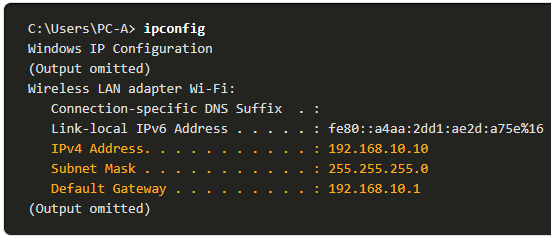 C:\Users\PC-A> ipconfig
Windows IP Configuration
(Output omitted)
Wireless LAN adapter Wi-Fi:
   Connection-specific DNS Suffix  . :
   Link-local IPv6 Address . . . . . : fe80::a4aa:2dd1:ae2d:a75e%16
   IPv4 Address. . . . . . . . . . . : 192.168.10.10
   Subnet Mask . . . . . . . . . . . : 255.255.255.0
   Default Gateway . . . . . . . . . : 192.168.10.1
(Output omitted)